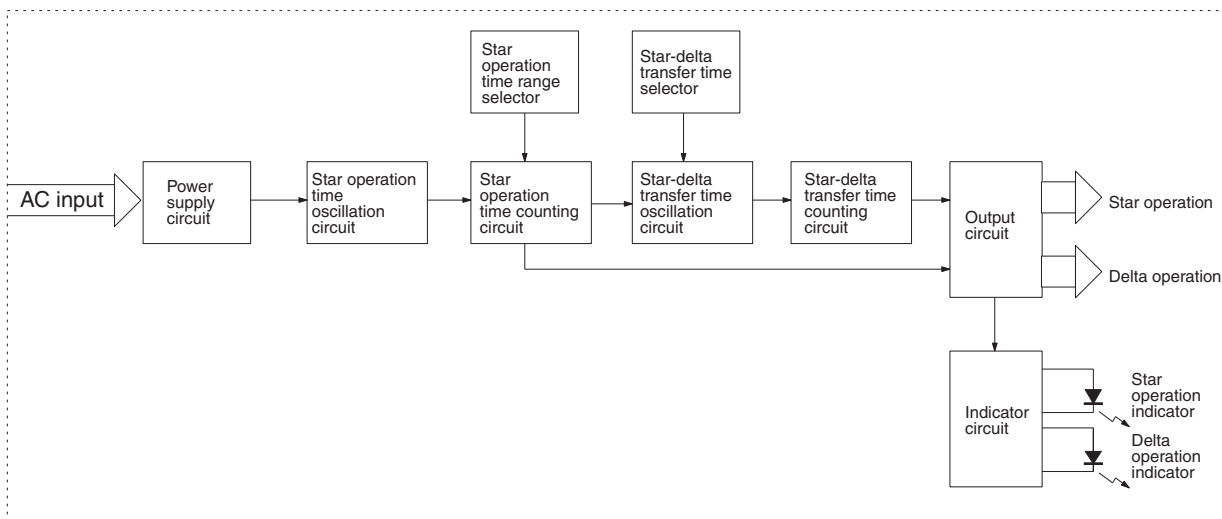 Star
operation
time range
selector
Star-delta
transfer time
selector
AC input
Power
supply
circuit
Star operation
time
oscillation
circuit
Star
operation
time counting
circuit
Star-delta
transfer time
oscillation
circuit
Star-delta
transfer time
counting
circuit
Output
circuit
Star operation
Delta operation
Indicator
circuit
Star
operation
indicator
Delta
operation
indicator